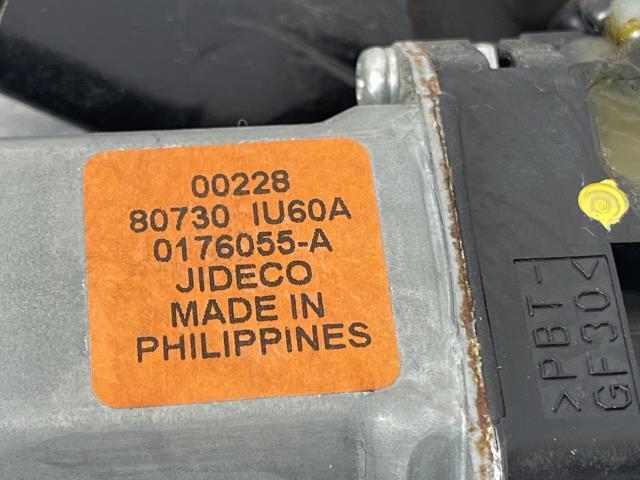 00228
80730 IU60A
0176055-A
JIDECO
MADE IN
PHILIPPINES
>PBT-
GF30<